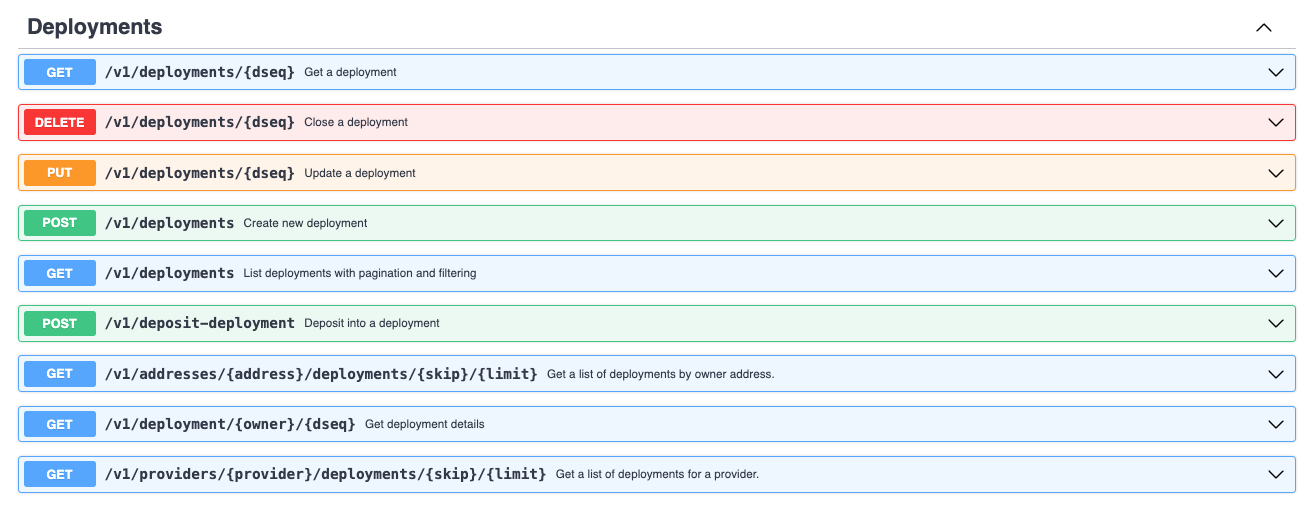 Deployments
GET /v1/deployments/{dseq} Get a deployment
DELETE /v1/deployments/{dseq} Close a deployment
PUT /v1/deployments/{dseq} Update a deployment
POST /v1/deployments Create new deployment
GET /v1/deployments List deployments with pagination and filtering
POST /v1/deposit-deployment Deposit into a deployment
GET /v1/addresses/{address}/deployments/{skip}/{limit} Get a list of deployments by owner address.
GET /v1/deployment/{owner}/{dseq} Get deployment details
GET /v1/providers/{provider}/deployments/{skip}/{limit} Get a list of deployments for a provider.